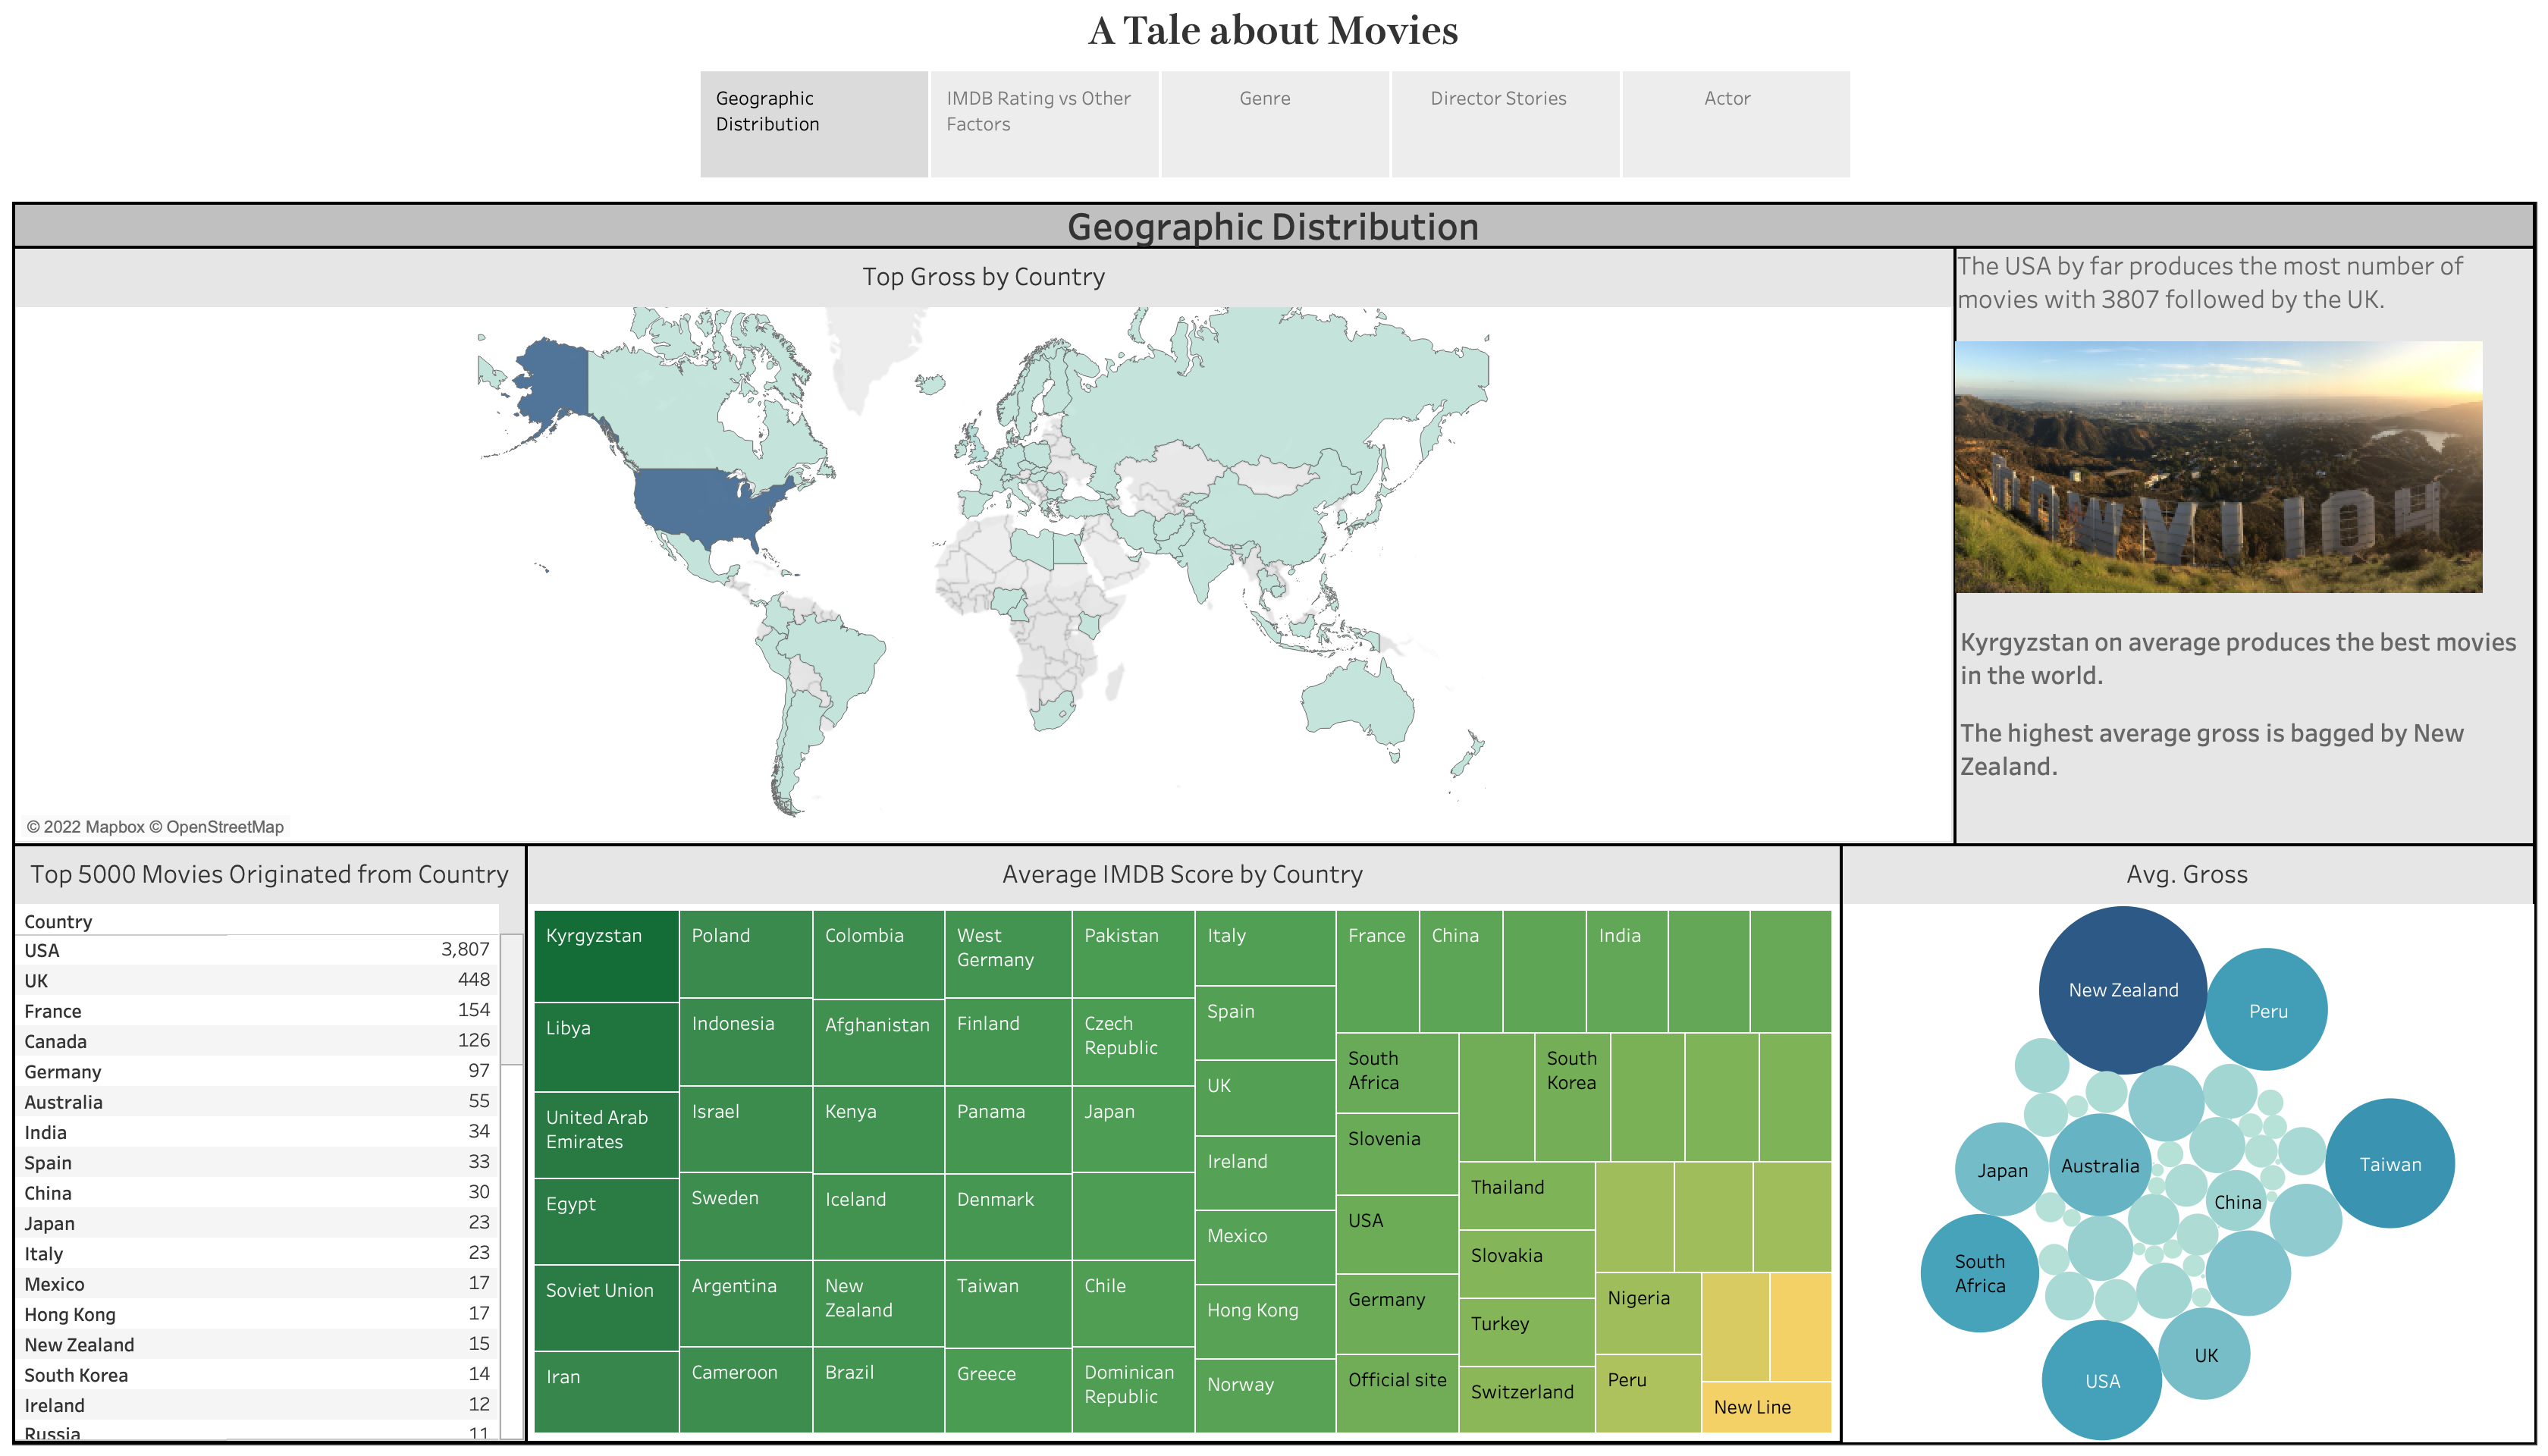 A Tale about Movies
Geographic
Distribution
IMDB Rating vs Other
Factors
Genre
Director Stories
Actor
Geographic Distribution
Top Gross by Country
© 2022 Mapbox © OpenStreetMap
The USA by far produces the most number of
movies with 3807 followed by the UK.
Kyrgyzstan on average produces the best movies
in the world.
The highest average gross is bagged by New
Zealand.
Top 5000 Movies Originated from Country
Country
USA 3,807
UK 448
France 154
Canada 126
Germany 97
Australia 55
India 34
Spain 33
China 30
Japan 23
Italy 23
Mexico 17
Hong Kong 17
New Zealand 15
South Korea 14
Ireland 12
Russia 11
Average IMDB Score by Country
Kyrgyzstan
Libya
United Arab
Emirates
Egypt
Soviet Union
Iran
Poland
Indonesia
Israel
Sweden
Argentina
Cameroon
Colombia
Afghanistan
Kenya
Iceland
New
Zealand
Brazil
West
Germany
Finland
Panama
Denmark
Taiwan
Greece
Pakistan
Czech
Republic
Japan
Chile
Dominican
Republic
Italy
Spain
UK
Ireland
Mexico
Hong Kong
Norway
France
China
India
South
Africa
Slovenia
USA
Germany
Official site
South
Korea
Thailand
Slovakia
Turkey
Switzerland
Nigeria
Peru
New Line
Avg. Gross
New Zealand
Peru
Taiwan
Japan
Australia
China
South
Africa
UK
USA